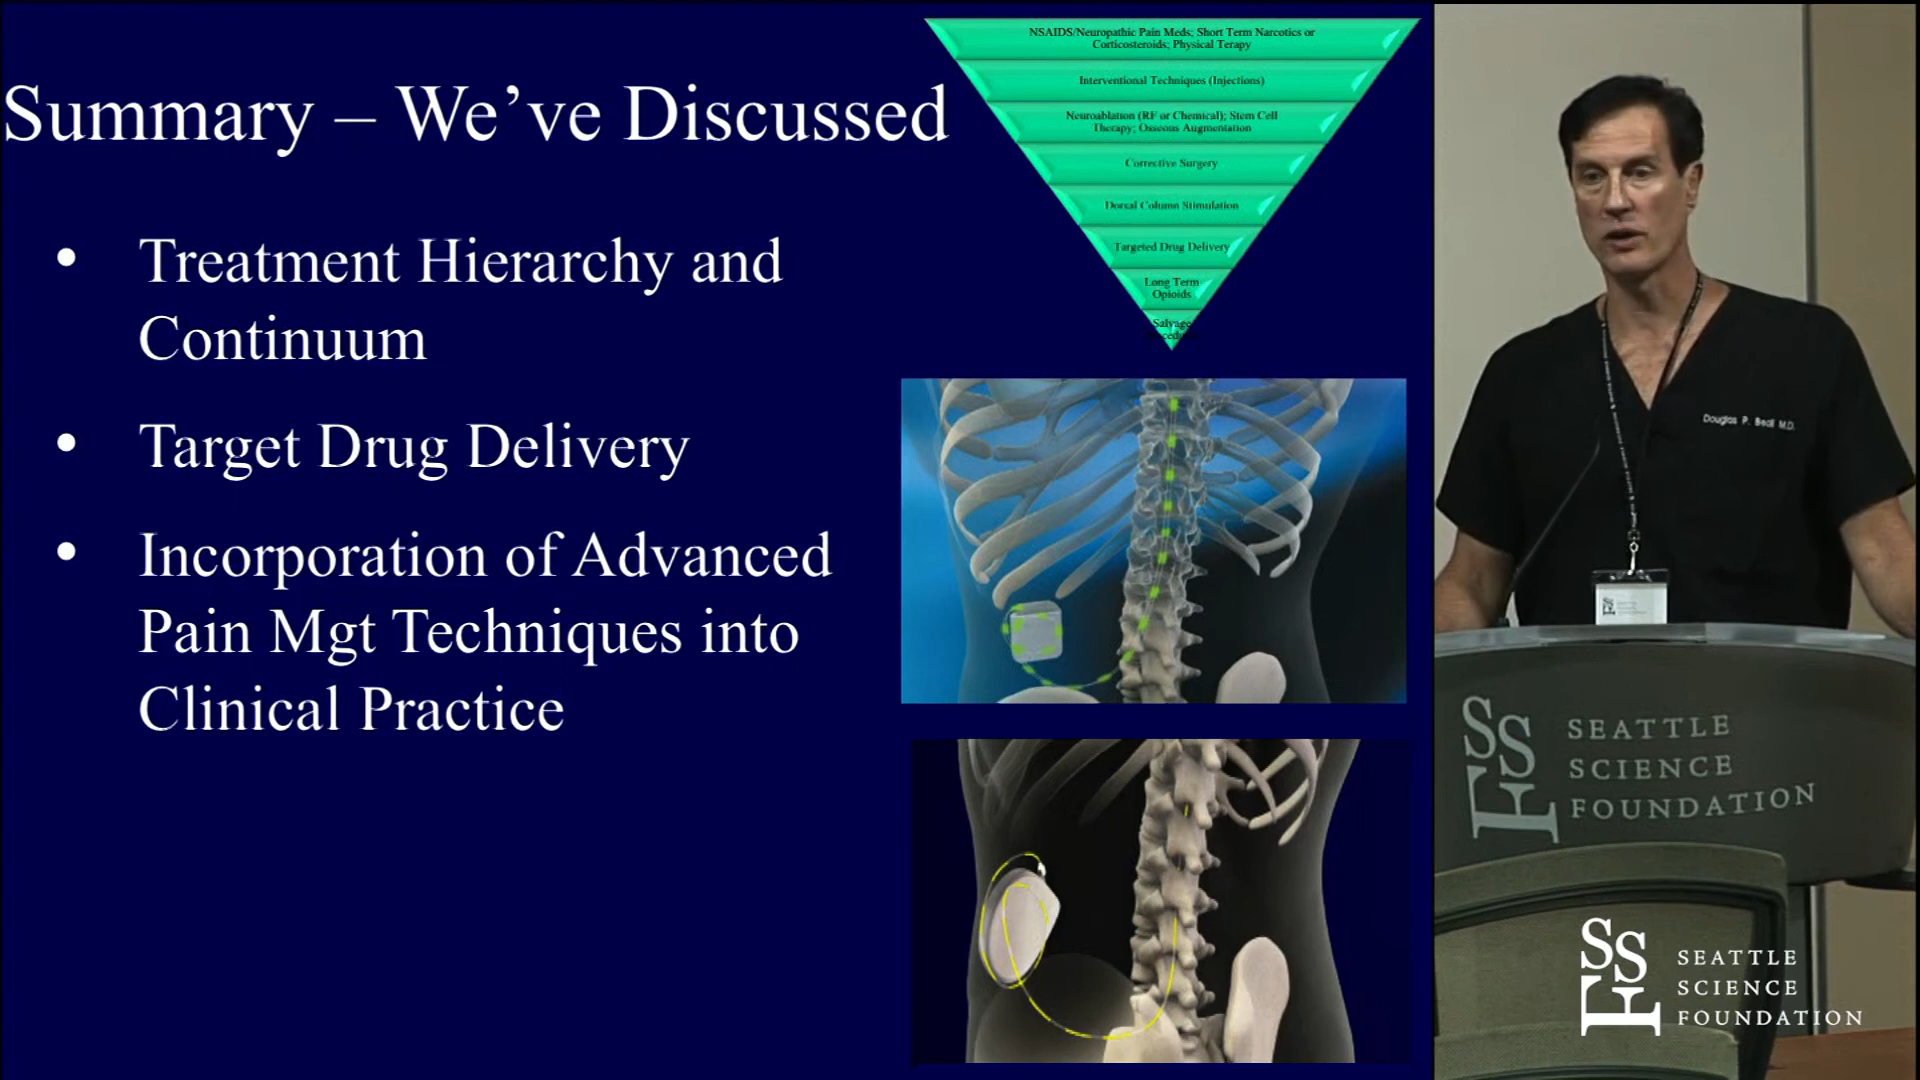 Summary – We’ve Discussed
• Treatment Hierarchy and
Continuum
• Target Drug Delivery
• Incorporation of Advanced
Pain Mgt Techniques into
Clinical Practice
NSAIDS/Neuropathic Pain Meds; Short Term Narcotics or
Corticosteroids; Physical Terapy
Interventional Techniques (Injections)
Neuroablation (RF or Chemical); Stem Cell
Therapy; Osseous Augmentation
Corrective Surgery
Dorsal Column Stimulation
Targeted Drug Delivery
Long Term
Opioids
Salvage
Douglas P. Beall M.D.
SSF
SEATTLE
SCIENCE
FOUNDATION
SSF
SEATTLE
SCIENCE
FOUNDATION